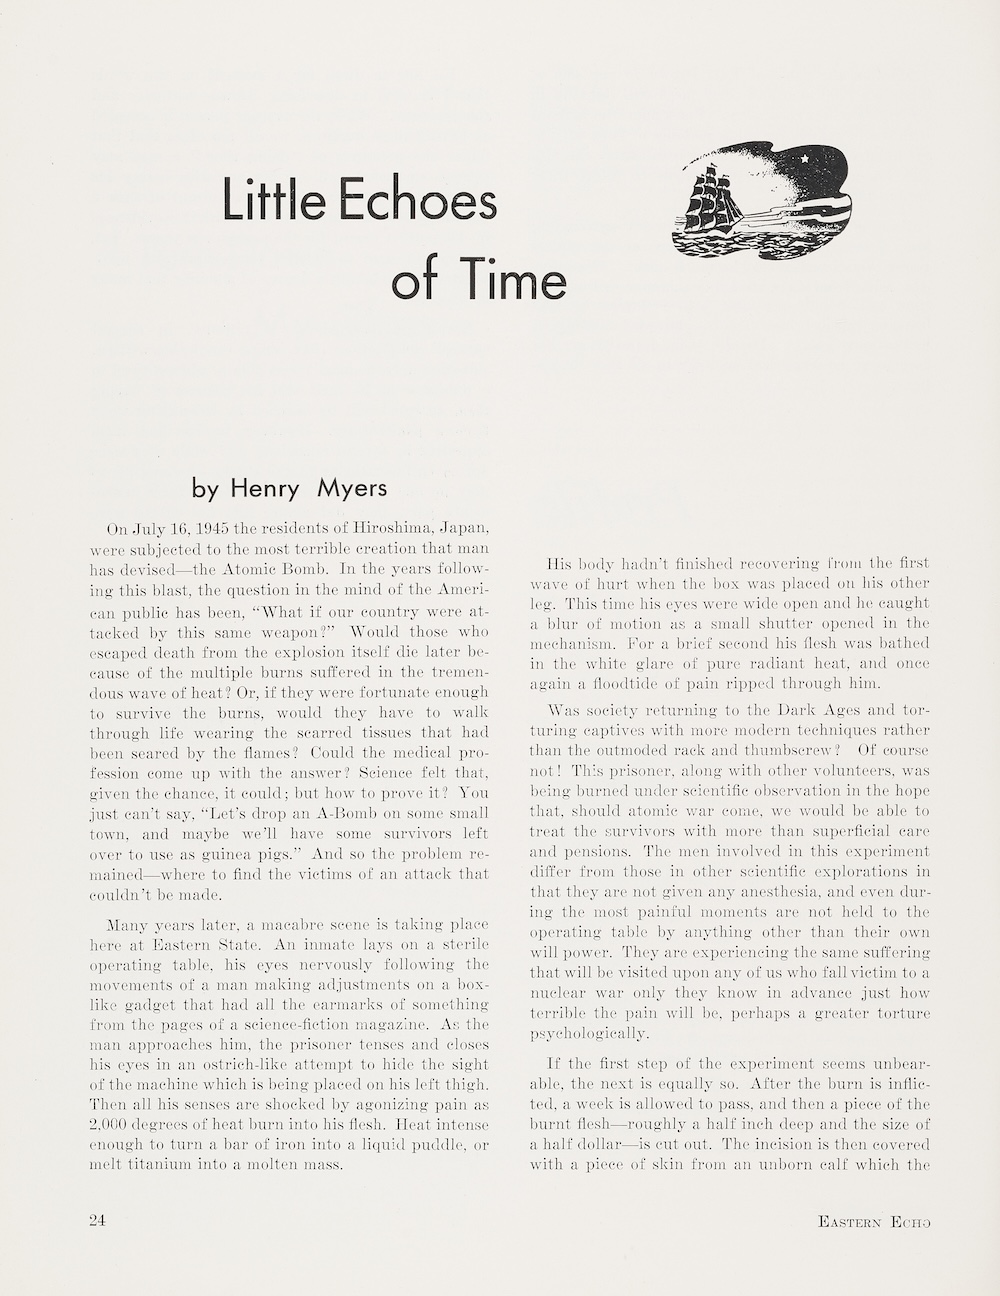 Little Echoes
of Time
by Henry Myers
On July 16, 1945 the residents of Hiroshima, Japan,
were subjected to the most terrible creation that man
has devised—the Atomic Bomb. In the years follow-
ing this blast, the question in the mind of the Ameri-
can public has been, “What if our country were at-
tacked by this same weapon?” Would those who
escaped death from the explosion itself die later be-
cause of the multiple burns suffered in the tremen-
dous wave of heat? Or, if they were fortunate enough
to survive the burns, would they have to walk
through life wearing the scarred tissues that had
been seared by the flames? Could the medical pro-
fession come up with the answer? Science felt that,
given the chance, it could; but how to prove it? You
just can't say, “Let's drop an A-Bomb on some small
town, and maybe we'll have some survivors left
over to use as guinea pigs.” And so the problem re-
mained—where to find the victims of an attack that
couldn't be made.
Many years later, a macabre scene is taking place
here at Eastern State. An inmate lays on a sterile
operating table, his eyes nervously following the
movements of a man making adjustments on a box-
like gadget that had all the earmarks of something
from the pages of a science-fiction magazine. As the
man approaches him, the prisoner tenses and closes
his eyes in an ostrich-like attempt to hide the sight
of the machine which is being placed on his left thigh.
Then all his senses are shocked by agonizing pain as
2,000 degrees of heat burn into his flesh. Heat intense
enough to turn a bar of iron into a liquid puddle, or
melt titanium into a molten mass.
His body hadn't finished recovering from the first
wave of hurt when the box was placed on his other
leg. This time his eyes were wide open and he caught
a blur of motion as a small shutter opened in the
mechanism. For a brief second his flesh was bathed
in the white glare of pure radiant heat, and once
again a floodtide of pain ripped through him.
Was society returning to the Dark Ages and tor-
turing captives with more modern techniques rather
than the outmoded rack and thumbscrew? Of course
not! This prisoner, along with other volunteers, was
being burned under scientific observation in the hope
that, should atomic war come, we would be able to
treat the survivors with more than superficial care
and pensions. The men involved in this experiment
differ from those in other scientific explorations in
that they are not given any anesthesia, and even dur-
ing the most painful moments are not held to the
operating table by anything other than their own
will power. They are experiencing the same suffering
that will be visited upon any of us who fall victim to a
nuclear war only they know in advance just how
terrible the pain will be, perhaps a greater torture
psychologically.
If the first step of the experiment seems unbear-
able, the next is equally so. After the burn is inflic-
ted, a week is allowed to pass, and then a piece of the
burnt flesh—roughly a half inch deep and the size of
a half dollar—is cut out. The incision is then covered
with a piece of skin from an unborn calf which the
24
EASTERN ECHO